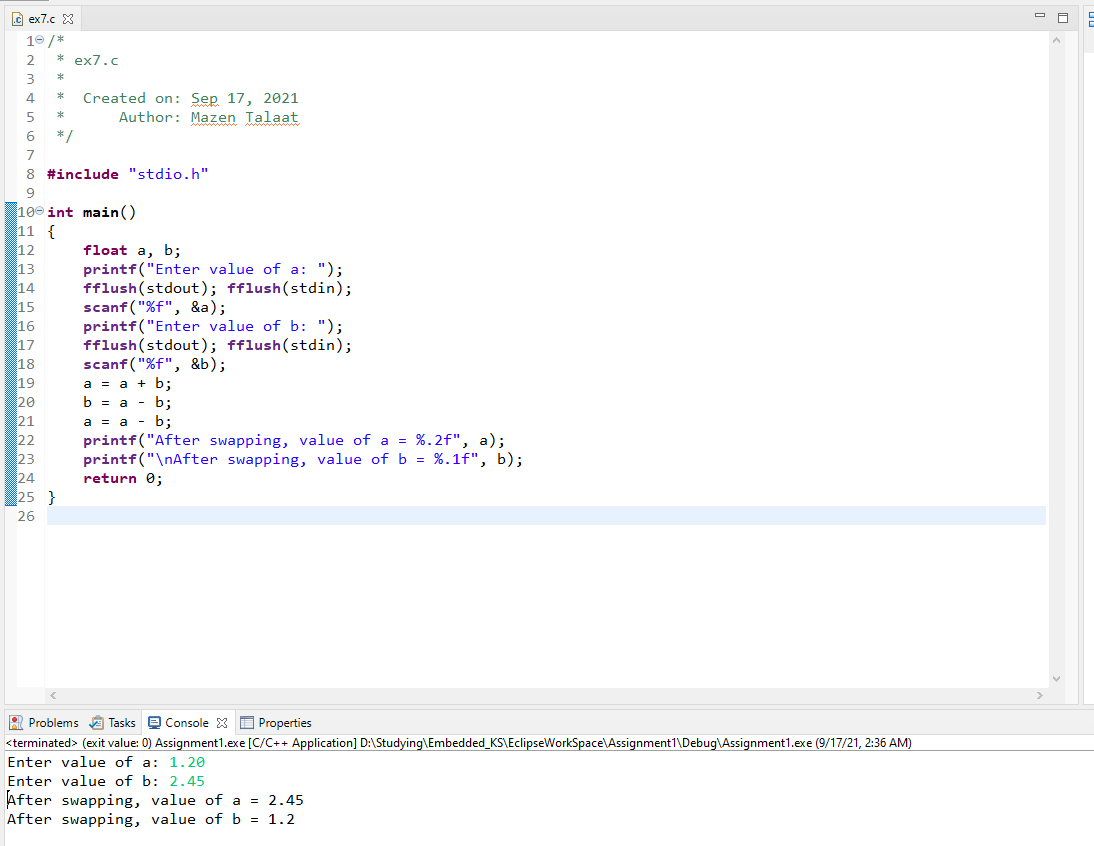 ex7.c
1 /*
2  * ex7.c
3  *
4  *  Created on: Sep 17, 2021
5  *      Author: Mazen Talaat
6  */
7
8 #include "stdio.h"
9
10 int main()
11 {
12     float a, b;
13     printf("Enter value of a: ");
14     fflush(stdout); fflush(stdin);
15     scanf("%f", &a);
16     printf("Enter value of b: ");
17     fflush(stdout); fflush(stdin);
18     scanf("%f", &b);
19     a = a + b;
20     b = a - b;
21     a = a - b;
22     printf("After swapping, value of a = %.2f", a);
23     printf("\nAfter swapping, value of b = %.1f", b);
24     return 0;
25 }
26
Problems Tasks Console Properties
<terminated> (exit value: 0) Assignment1.exe [C/C++ Application] D:\Studying\Embedded_KS\EclipseWorkSpace\Assignment1\Debug\Assignment1.exe (9/17/21, 2:36 AM)
Enter value of a: 1.20
Enter value of b: 2.45
After swapping, value of a = 2.45
After swapping, value of b = 1.2